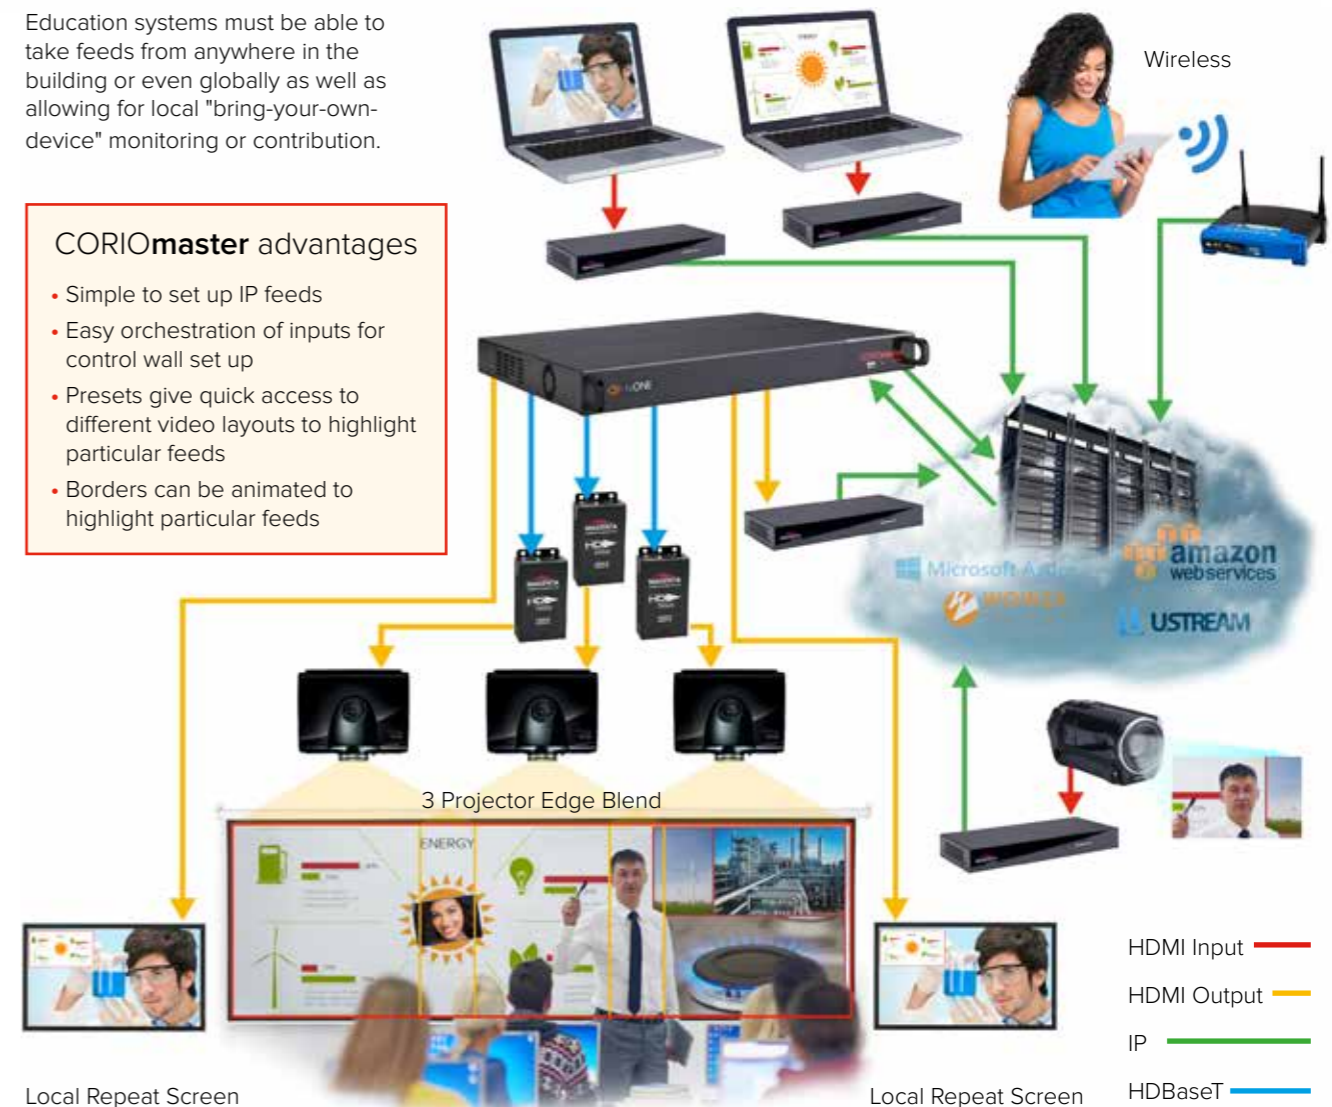 Education systems must be able to
take feeds from anywhere in the
building or even globally as well as
allowing for local "bring-your-own-
device" monitoring or contribution.
Wireless
CORIOmaster advantages
• Simple to set up IP feeds
• Easy orchestration of inputs for
control wall set up
• Presets give quick access to
different video layouts to highlight
particular feeds
• Borders can be animated to
highlight particular feeds
ENERGY
Microsoft
amazon
webservices
USTREAM
3 Projector Edge Blend
ENERGY
HDMI Input
HDMI Output
IP
HDBaseT
Local Repeat Screen
Local Repeat Screen